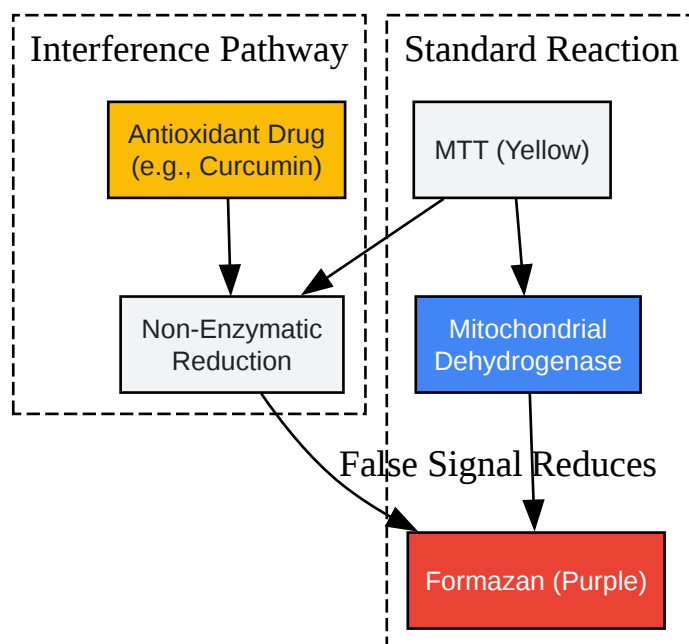 Interference Pathway
Standard Reaction
Antioxidant Drug
(e.g., Curcumin)
MTT (Yellow)
Non-Enzymatic
Reduction
Mitochondrial
Dehydrogenase
False Signal
Reduces
Formazan (Purple)